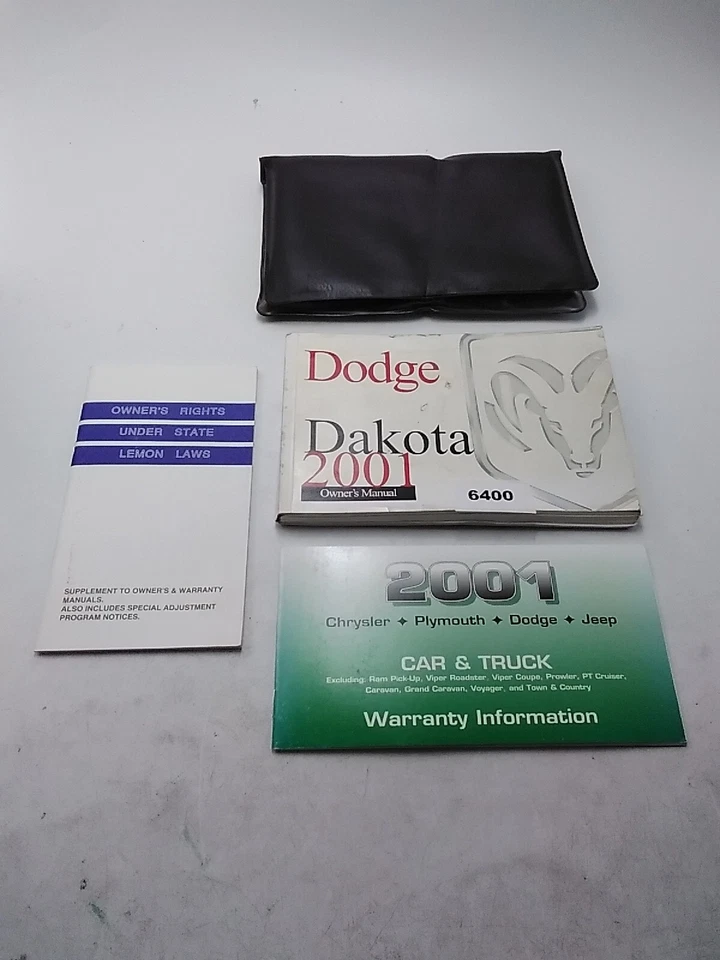 Dodge
Dakota
2001
Owner's Manual
6400
OWNER'S RIGHTS
UNDER STATE
LEMON LAWS
SUPPLEMENT TO OWNER'S & WARRANTY
MANUALS.
ALSO INCLUDES SPECIAL ADJUSTMENT
PROGRAM NOTICES.
2001
Chrysler ✦ Plymouth ✦ Dodge ✦ Jeep
CAR & TRUCK
Excluding: Ram Pick-Up, Viper Roadster, Viper Coupe, Prowler, PT Cruiser,
Caravan, Grand Caravan, Voyager, and Town & Country
Warranty Information